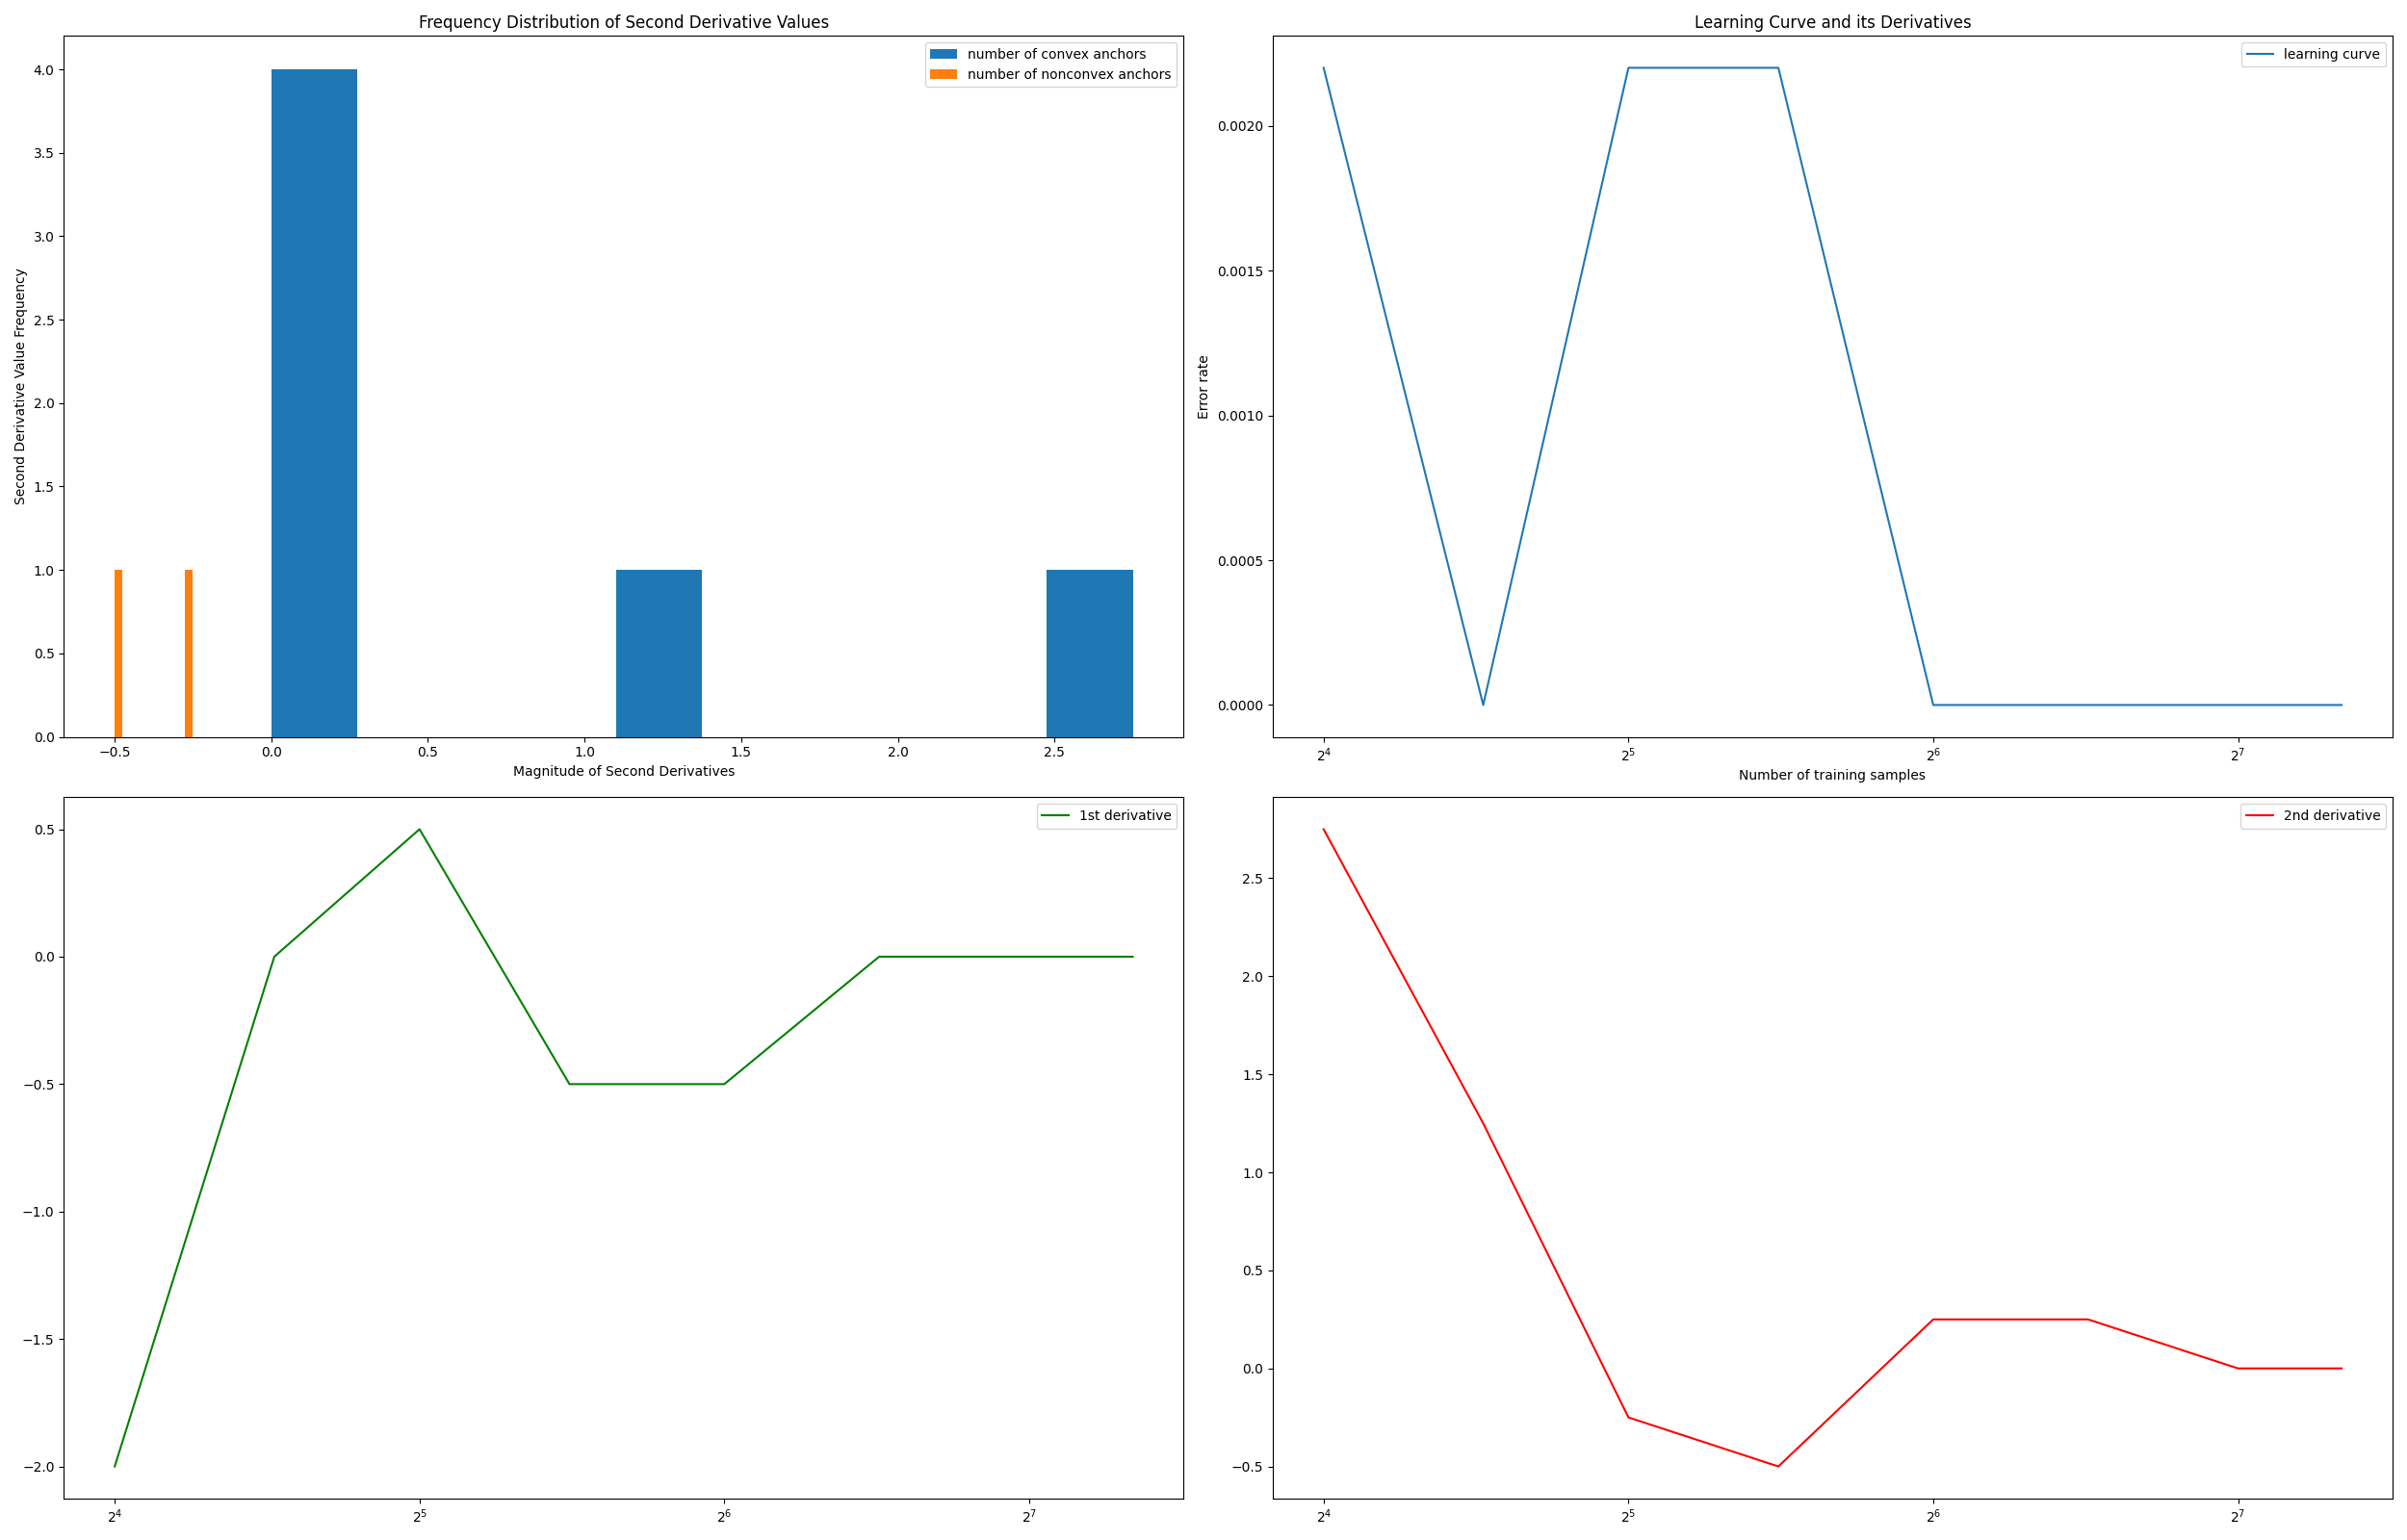 Frequency Distribution of Second Derivative Values
number of convex anchors
number of nonconvex anchors
4.0
3.5
3.0
2.5
2.0
1.5
1.0
0.5
0.0
Second Derivative Value Frequency
−0.5 0.0 0.5 1.0 1.5 2.0 2.5
Magnitude of Second Derivatives
Learning Curve and its Derivatives
learning curve
0.0020
0.0015
0.0010
0.0005
0.0000
Error rate
2⁴ 2⁵ 2⁶ 2⁷
Number of training samples
1st derivative
0.5
0.0
−0.5
−1.0
−1.5
−2.0
2⁴ 2⁵ 2⁶ 2⁷
2nd derivative
2.5
2.0
1.5
1.0
0.5
0.0
−0.5
2⁴ 2⁵ 2⁶ 2⁷